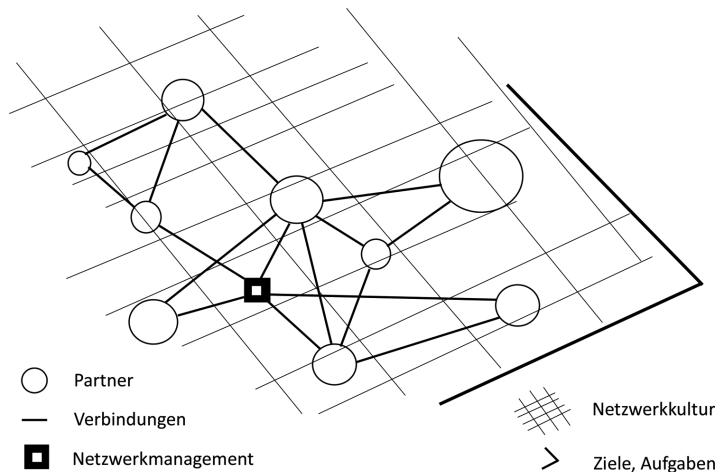 Partner
Verbindungen
Netzwerkmanagement
Netzwerkkultur
Ziele, Aufgaben